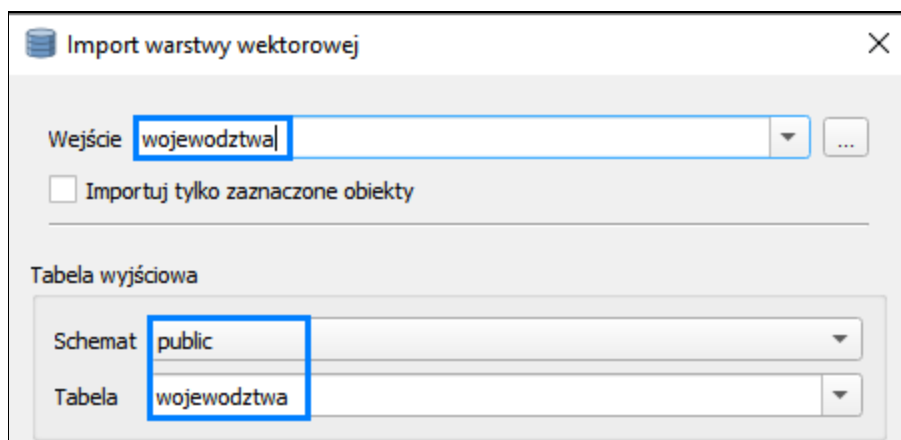 Import warstwy wektorowej
Wejście wojewodztwa ...
Importuj tylko zaznaczone obiekty
Tabela wyjściowa
Schemat public
Tabela wojewodztwa